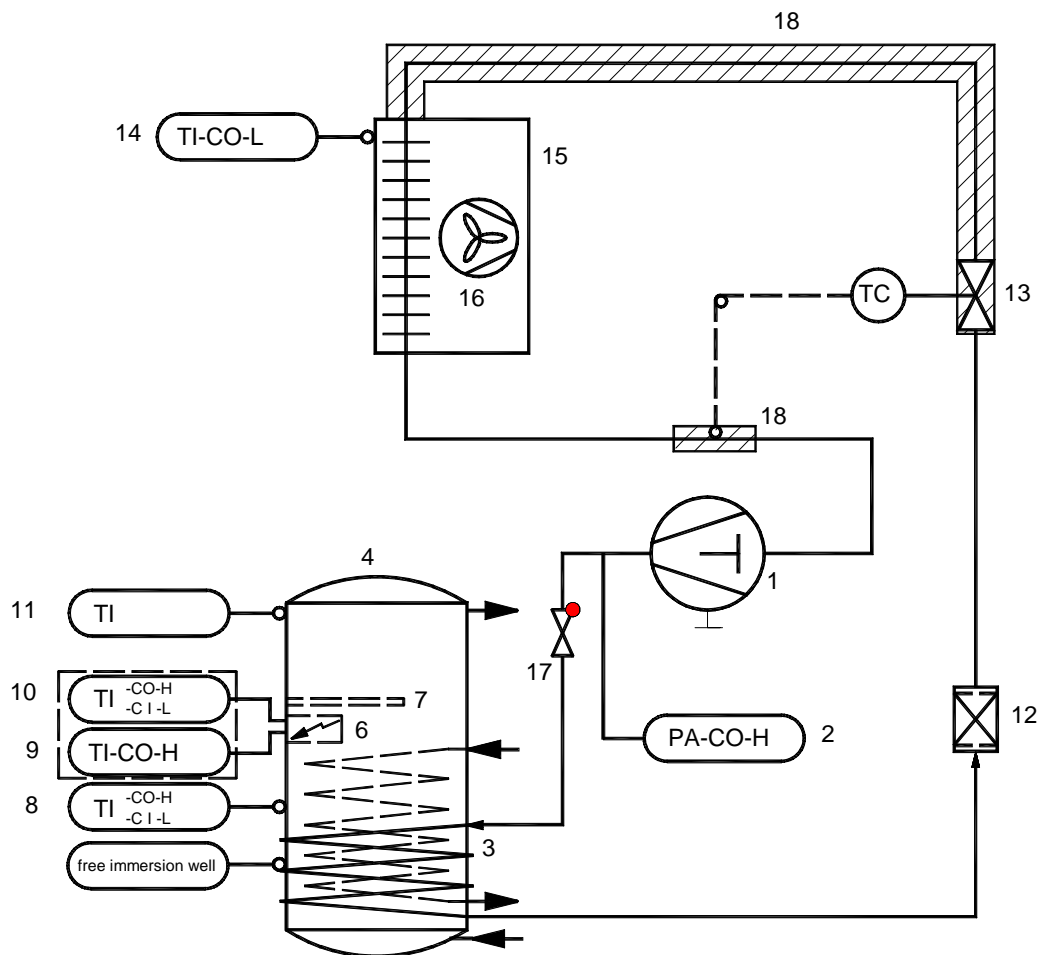 18
14
TI-CO-L
15
16
TC
13
18
4
1
11
TI
17
10
TI -CO-H
-C I -L
7
6
12
9
TI-CO-H
PA-CO-H
2
8
TI -CO-H
-C I -L
3
free immersion well